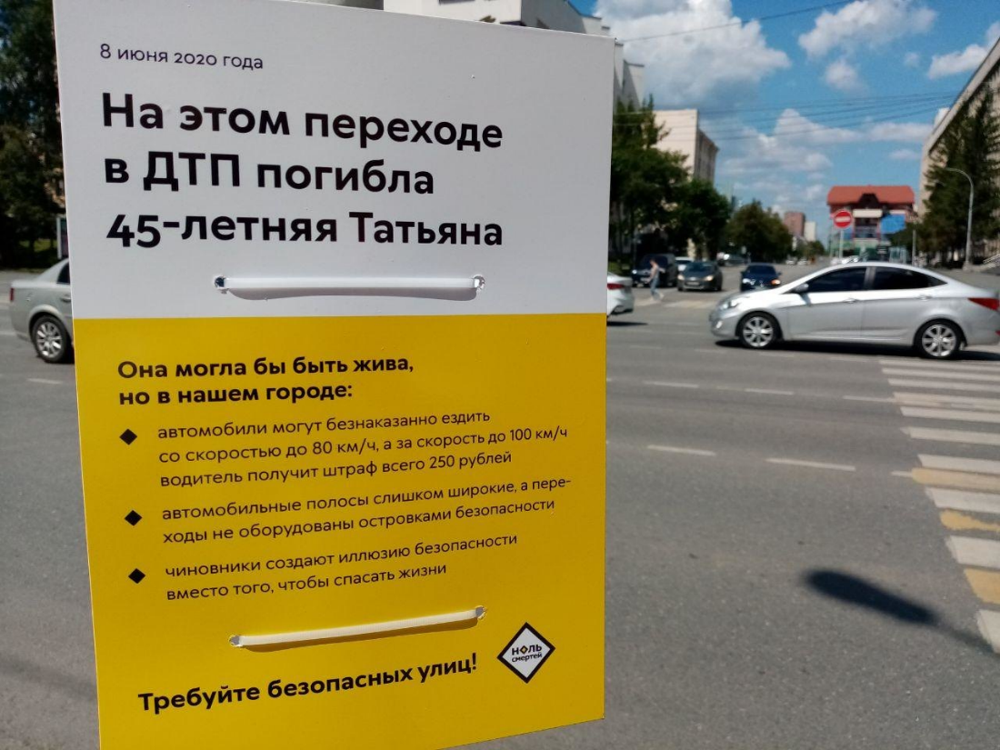 8 июня 2020 года
На этом переходе
в ДТП погибла
45-летняя Татьяна
Она могла бы быть жива,
но в нашем городе:
автомобили могут безнаказанно ездить
со скоростью до 80 км/ч, а за скорость до 100 км/ч
водитель получит штраф всего 250 рублей
автомобильные полосы слишком широкие, а пере-
ходы не оборудованы островками безопасности
чиновники создают иллюзию безопасности
вместо того, чтобы спасать жизни
Требуйте безопасных улиц!
НОЛЬ
смертей